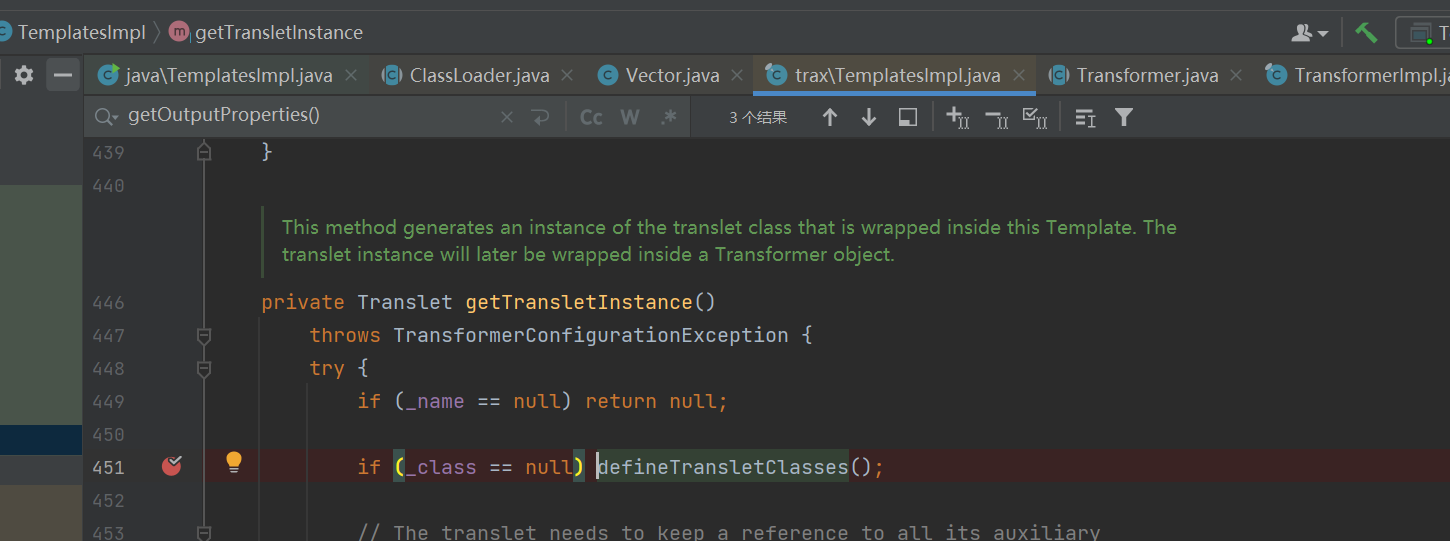 TemplatesImpl 〉 m getTransletInstance
java\TemplatesImpl.java × ClassLoader.java × Vector.java × trax\TemplatesImpl.java × Transformer.java × TransformerImpl.ja
getOutputProperties() × Cc W .* 3 个结果
439 }
440
This method generates an instance of the translet class that is wrapped inside this Template. The
translet instance will later be wrapped inside a Transformer object.
446 private Translet getTransletInstance()
447 throws TransformerConfigurationException {
448 try {
449 if (_name == null) return null;
450
451 if (_class == null) defineTransletClasses();
452
453 // The translet needs to keep a reference to all its auxiliary